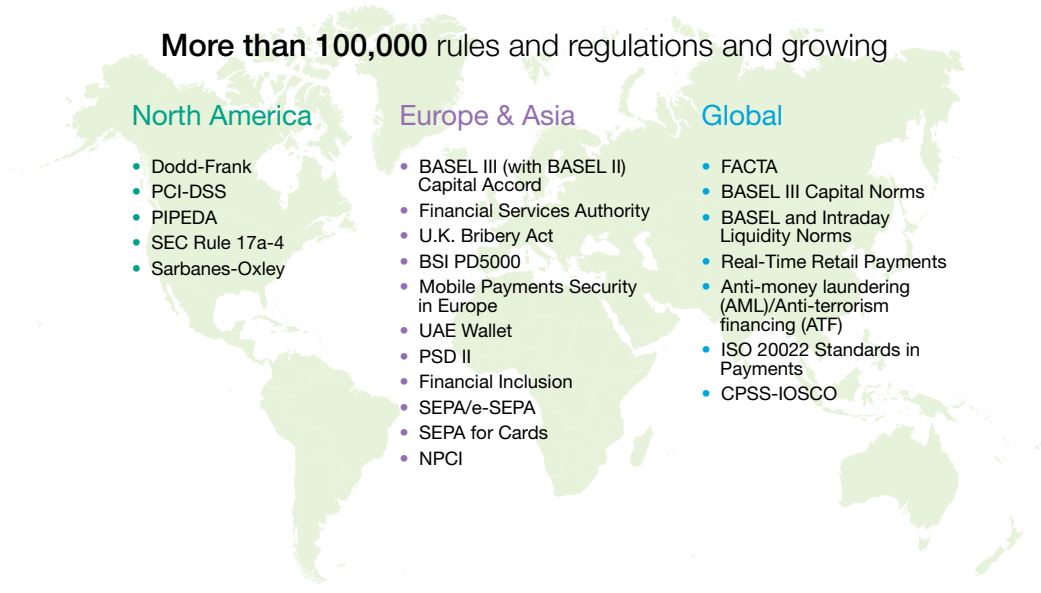 More than 100,000 rules and regulations and growing
North America
• Dodd-Frank
• PCI-DSS
• PIPEDA
• SEC Rule 17a-4
• Sarbanes-Oxley
Europe & Asia
• BASEL III (with BASEL II)
Capital Accord
• Financial Services Authority
• U.K. Bribery Act
• BSI PD5000
• Mobile Payments Security
in Europe
• UAE Wallet
• PSD II
• Financial Inclusion
• SEPA/e-SEPA
• SEPA for Cards
• NPCI
Global
• FACTA
• BASEL III Capital Norms
• BASEL and Intraday
Liquidity Norms
• Real-Time Retail Payments
• Anti-money laundering
(AML)/Anti-terrorism
financing (ATF)
• ISO 20022 Standards in
Payments
• CPSS-IOSCO